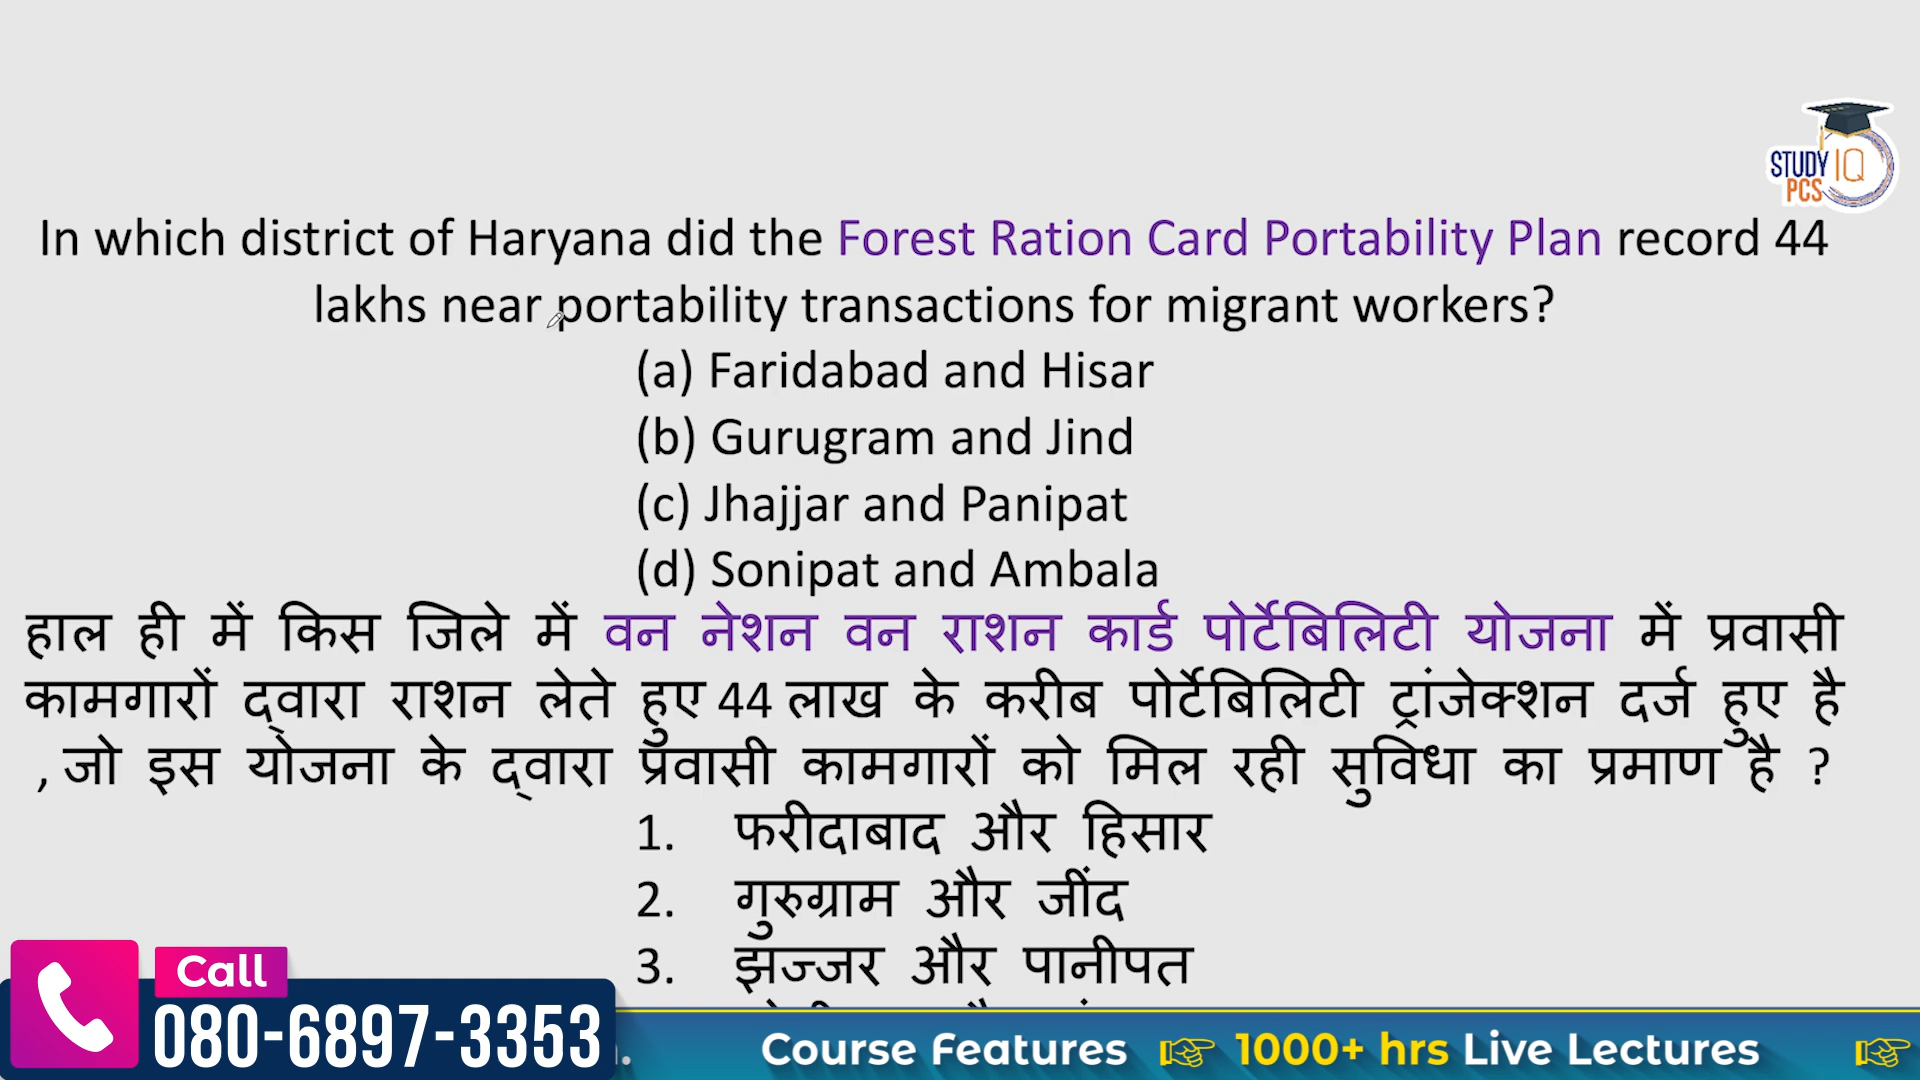 STUDY IQ
PCS
In which district of Haryana did the Forest Ration Card Portability Plan record 44
lakhs near portability transactions for migrant workers?
(a) Faridabad and Hisar
(b) Gurugram and Jind
(c) Jhajjar and Panipat
(d) Sonipat and Ambala
हाल ही में किस जिले में वन नेशन वन राशन कार्ड पोर्टेबिलिटी योजना में प्रवासी
कामगारों द्वारा राशन लेते हुए 44 लाख के करीब पोर्टेबिलिटी ट्रांजेक्शन दर्ज हुए है
, जो इस योजना के द्वारा प्रवासी कामगारों को मिल रही सुविधा का प्रमाण है ?
1. फरीदाबाद और हिसार
2. गुरुग्राम और जींद
3. झज्जर और पानीपत
Call
080-6897-3353
Course Features 1000+ hrs Live Lectures